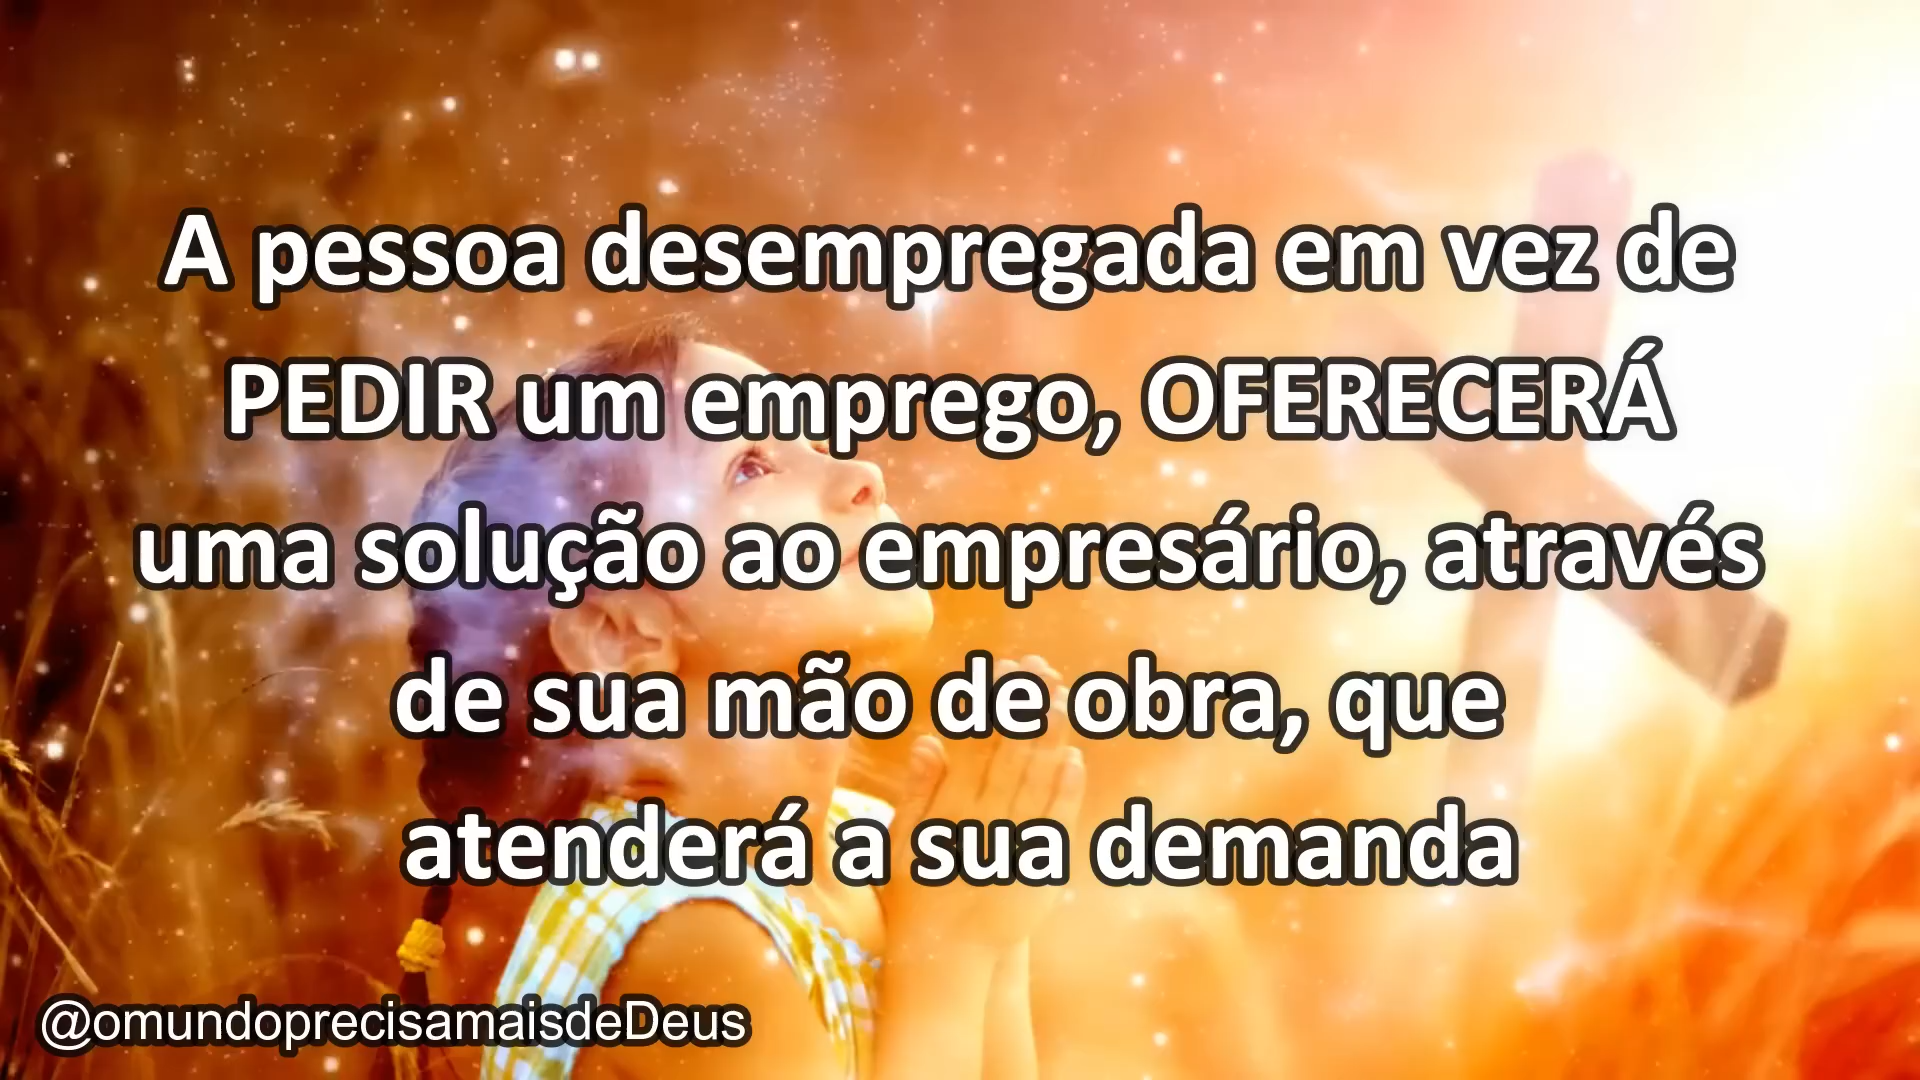 A pessoa desempregada em vez de
PEDIR um emprego, OFERECERÁ
uma solução ao empresário, através
de sua mão de obra, que
atenderá a sua demanda
@omundoprecisamaisdeDeus